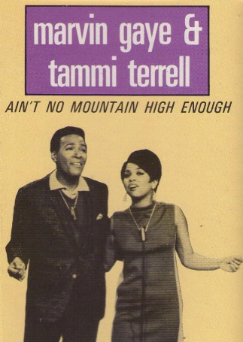 marvin gaye &
tammi terrell
AIN'T NO MOUNTAIN HIGH ENOUGH